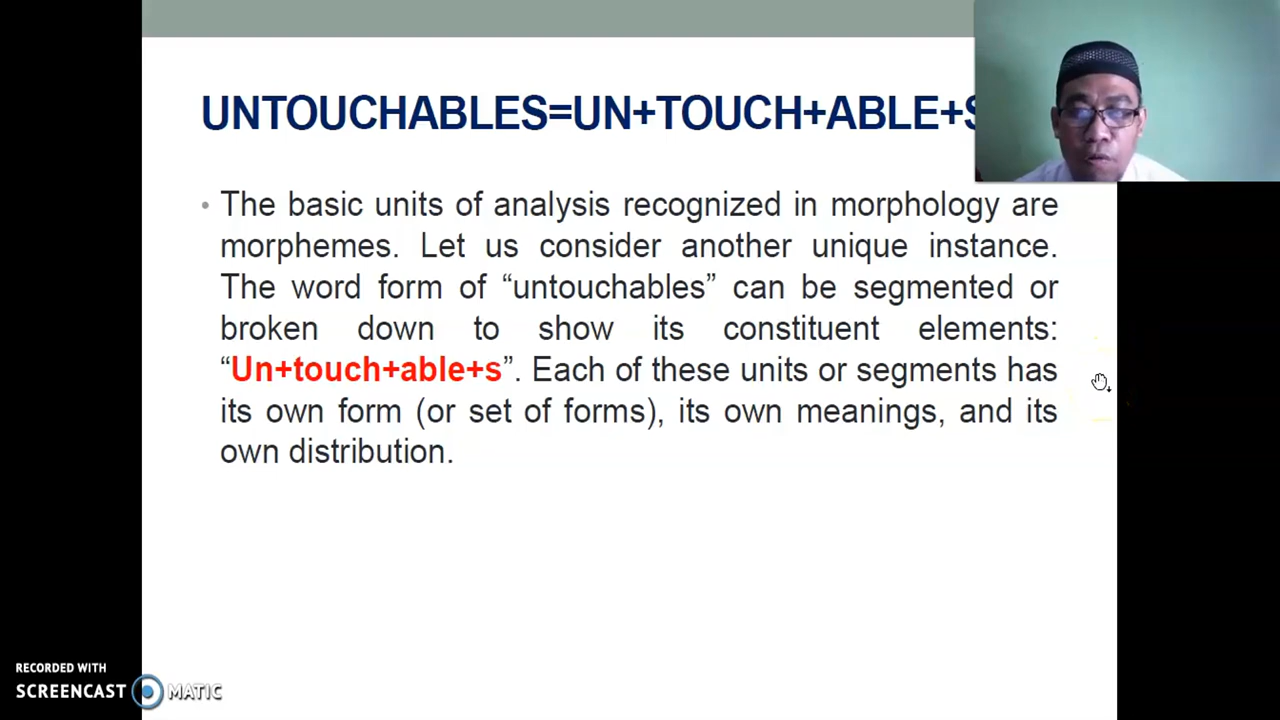 UNTOUCHABLES=UN+TOUCH+ABLE+S
• The basic units of analysis recognized in morphology are
morphemes. Let us consider another unique instance.
The word form of “untouchables” can be segmented or
broken down to show its constituent elements:
“Un+touch+able+s”. Each of these units or segments has
its own form (or set of forms), its own meanings, and its
own distribution.
RECORDED WITH
SCREENCAST MATIC